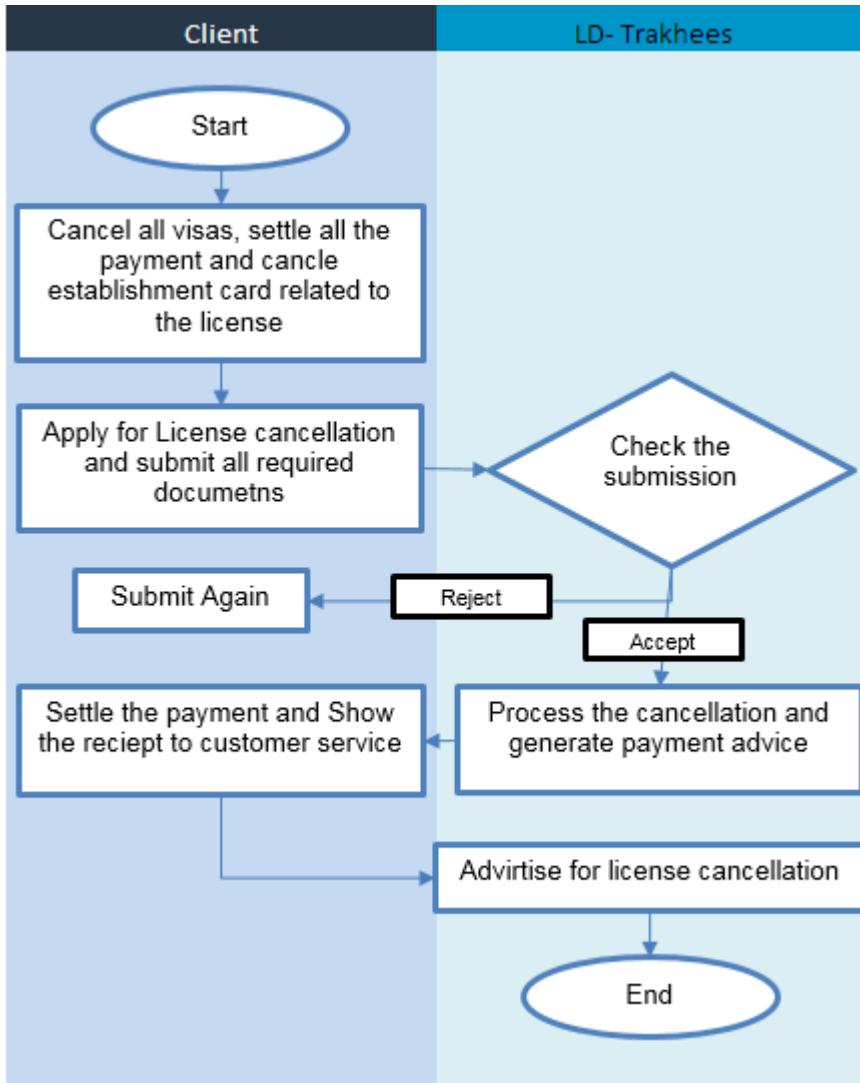 Client
LD- Trakhees
Start
Cancel all visas, settle all the
payment and cancle
establishment card related to
the license
Apply for License cancellation
and submit all required
documetns
Check the
submission
Submit Again
Reject
Accept
Settle the payment and Show
the reciept to customer service
Process the cancellation and
generate payment advice
Advirtise for license cancellation
End